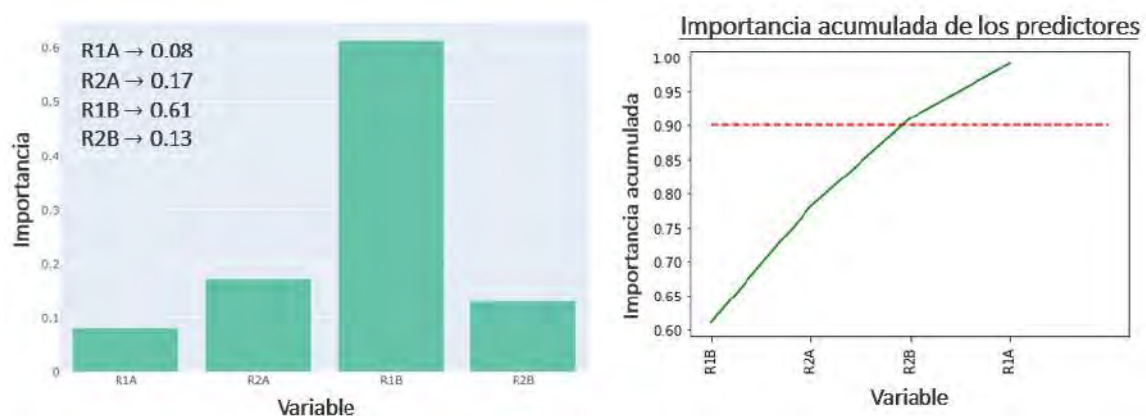 R1A → 0.08
R2A → 0.17
R1B → 0.61
R2B → 0.13
Importancia
0.6
0.5
0.4
0.3
0.2
0.1
0
R1A R2A R1B R2B
Variable
Importancia acumulada de los predictores
Importancia acumulada
1.00
0.95
0.90
0.85
0.80
0.75
0.70
0.65
0.60
R1B R2A R2B R1A
Variable